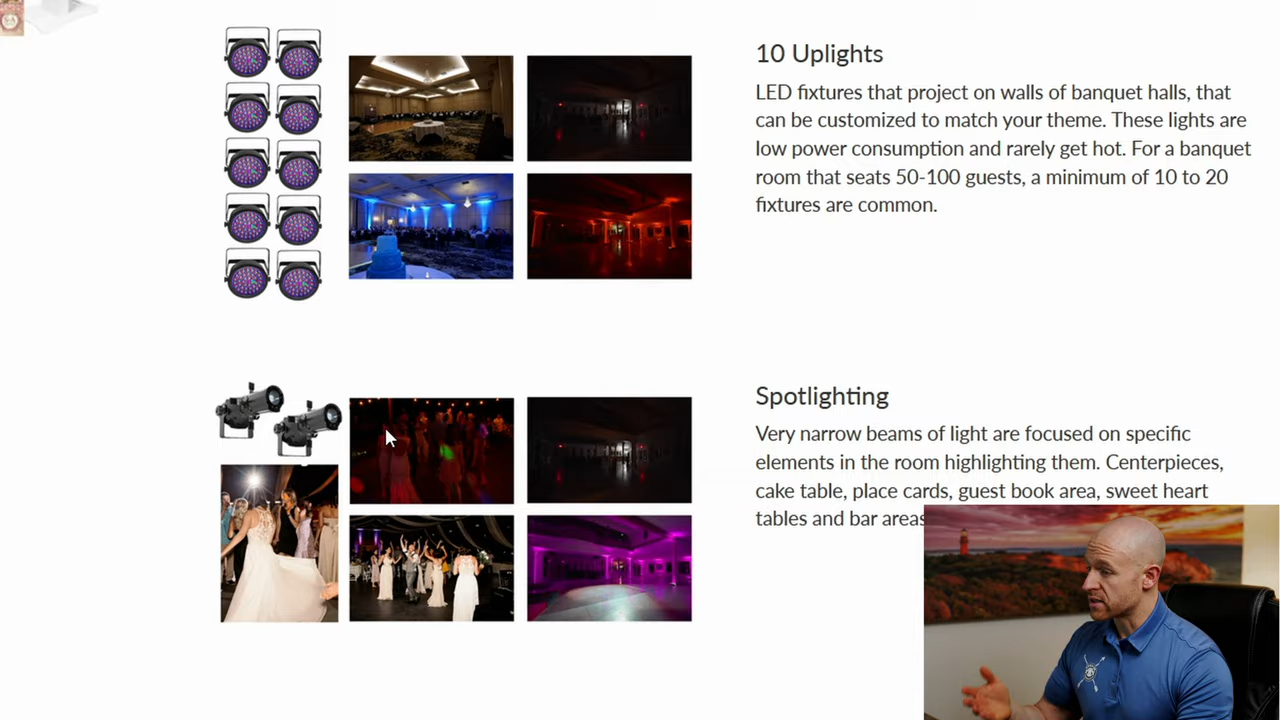 10 Uplights
LED fixtures that project on walls of banquet halls, that
can be customized to match your theme. These lights are
low power consumption and rarely get hot. For a banquet
room that seats 50-100 guests, a minimum of 10 to 20
fixtures are common.
Spotlighting
Very narrow beams of light are focused on specific
elements in the room highlighting them. Centerpieces,
cake table, place cards, guest book area, sweet heart
tables and bar areas